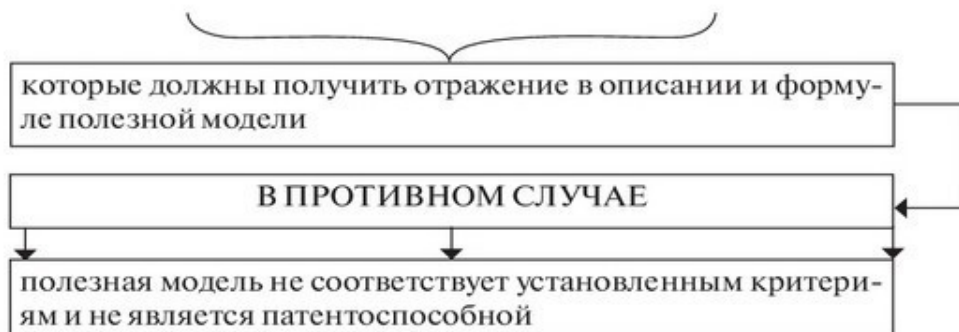 которые должны получить отражение в описании и форму-
ле полезной модели
В ПРОТИВНОМ СЛУЧАЕ
полезная модель не соответствует установленным критери-
ям и не является патентоспособной